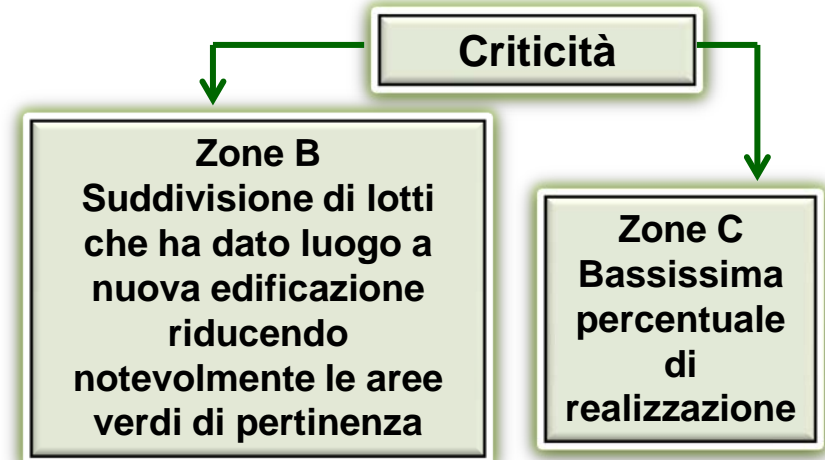 Criticità
Zone B
Suddivisione di lotti
che ha dato luogo a
nuova edificazione
riducendo
notevolmente le aree
verdi di pertinenza
Zone C
Bassissima
percentuale
di
realizzazione